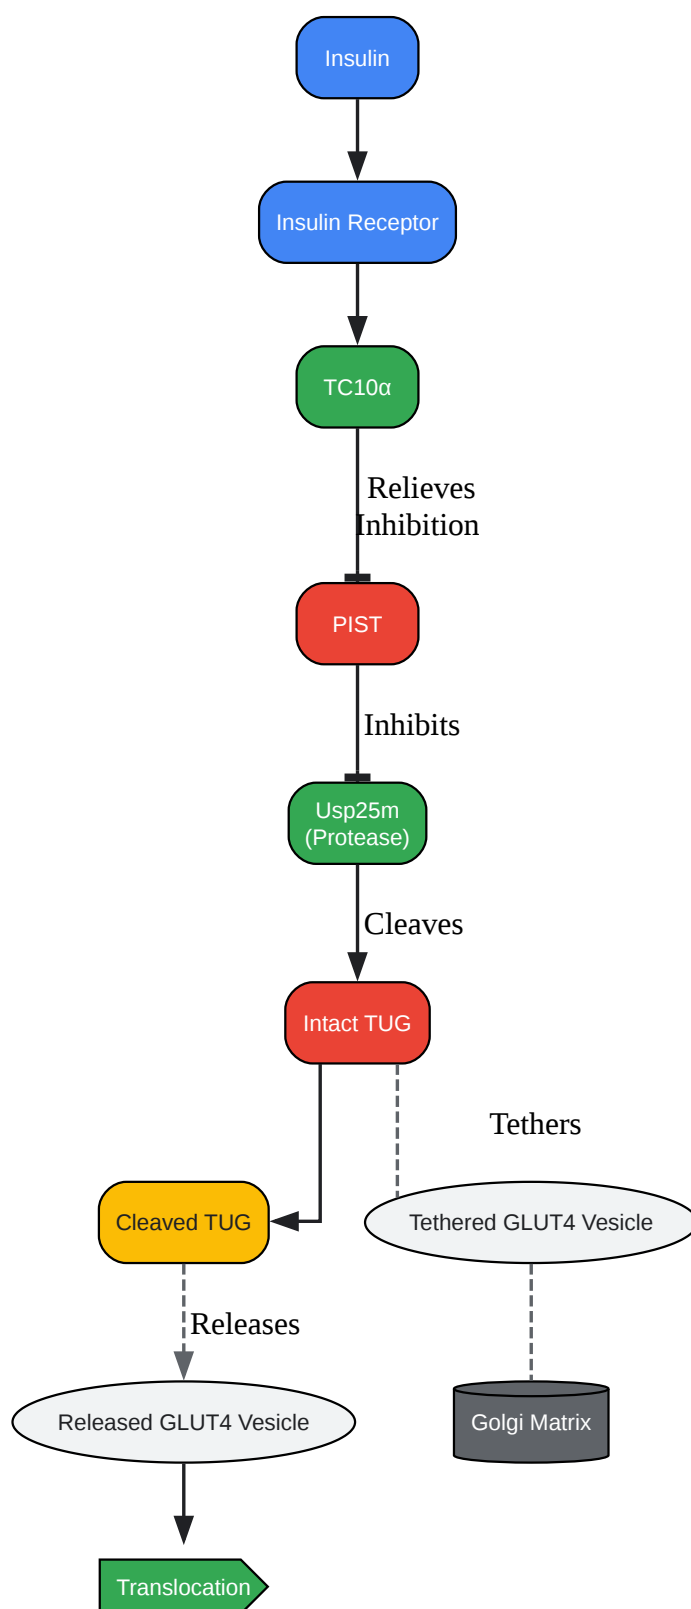 Insulin
Insulin Receptor
TC10α
Relieves
Inhibition
PIST
Inhibits
Usp25m
(Protease)
Cleaves
Intact TUG
Tethers
Cleaved TUG
Tethered GLUT4 Vesicle
Releases
Released GLUT4 Vesicle
Golgi Matrix
Translocation